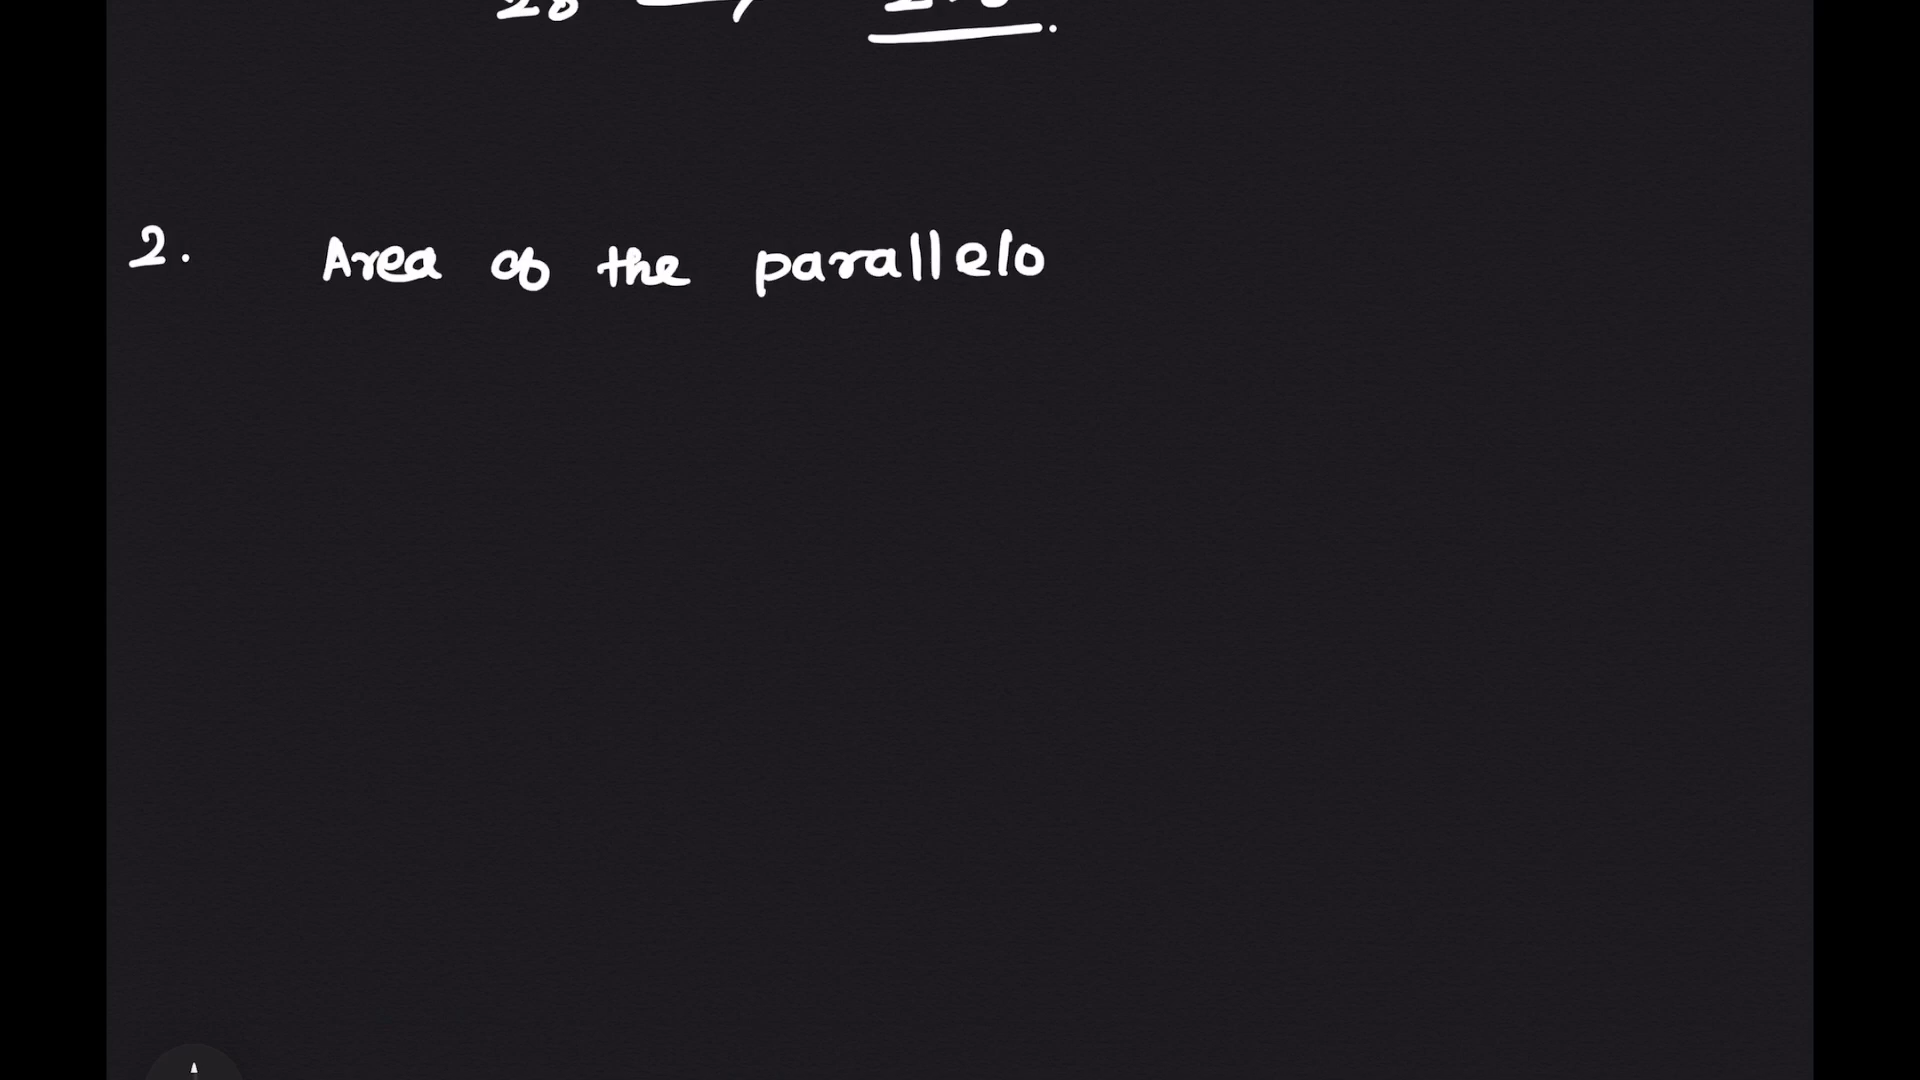 2. Area of the parallelo